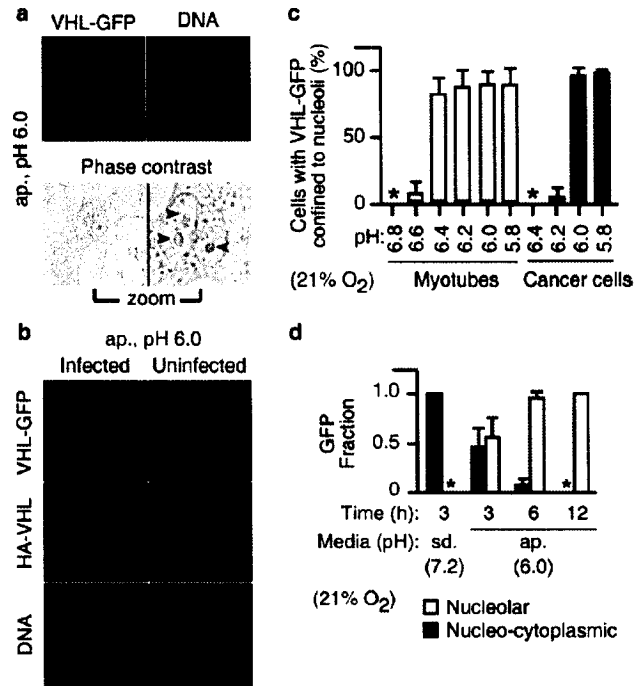 a
VHL-GFP DNA
ap., pH 6.0
Phase contrast
zoom
b
ap., pH 6.0
Infected Uninfected
VHL-GFP
HA-VHL
DNA
c
Cells with VHL-GFP
confined to nucleoli (%)
100
50
0
* *
pH: 6.8 6.6 6.4 6.2 6.0 5.8 6.4 6.2 6.0 5.8
(21% O₂) Myotubes Cancer cells
d
GFP
Fraction
1.0
0.5
0
* *
Time (h): 3 3 6 12
Media (pH): sd. ap.
(7.2) (6.0)
(21% O₂)
Nucleolar
Nucleo-cytoplasmic